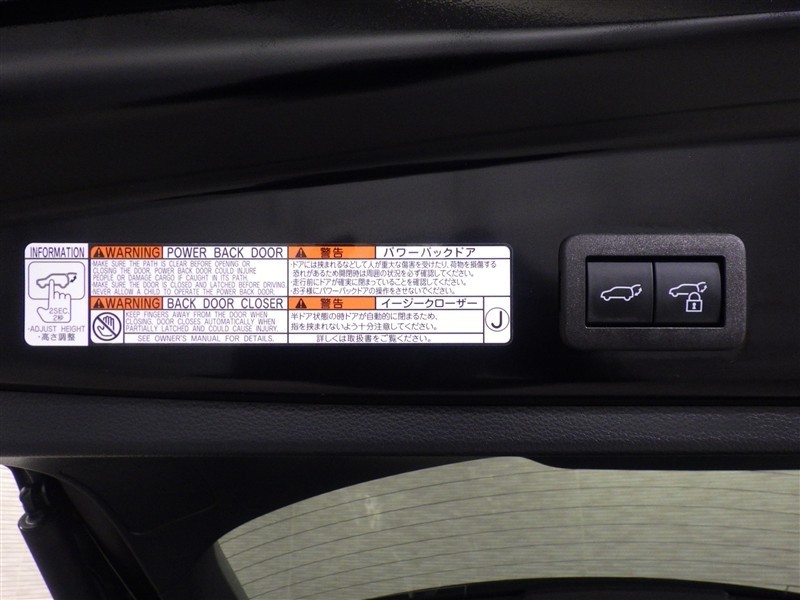 INFORMATION
2SEC.
2秒
・ADJUST HEIGHT
・高さ調整
WARNING POWER BACK DOOR
MAKE SURE THE PATH IS CLEAR BEFORE OPENING OR
CLOSING THE DOOR. POWER BACK DOOR COULD INJURE
PEOPLE OR DAMAGE CARGO IF CAUGHT IN ITS PATH.
MAKE SURE THE DOOR IS CLOSED AND LATCHED BEFORE DRIVING.
NEVER ALLOW A CHILD TO OPERATE THE POWER BACK DOOR.
警告 パワーバックドア
・ドアには挟まれるなどして人が重大な傷害を受けたり、荷物を損傷する
恐れがあるため開閉時は周囲の状況を必ず確認してください。
・走行前にドアが確実に閉まっていることを確認してください。
・お子様にパワーバックドアの操作をさせないでください。
WARNING BACK DOOR CLOSER
KEEP FINGERS AWAY FROM THE DOOR WHEN
CLOSING. DOOR CLOSES AUTOMATICALLY WHEN
PARTIALLY LATCHED AND COULD CAUSE INJURY.
SEE OWNER'S MANUAL FOR DETAILS.
警告 イージークローザー
半ドア状態の時ドアが自動的に閉まるため、
指を挟まれないよう十分注意してください。
詳しくは取扱書をご覧ください。
J